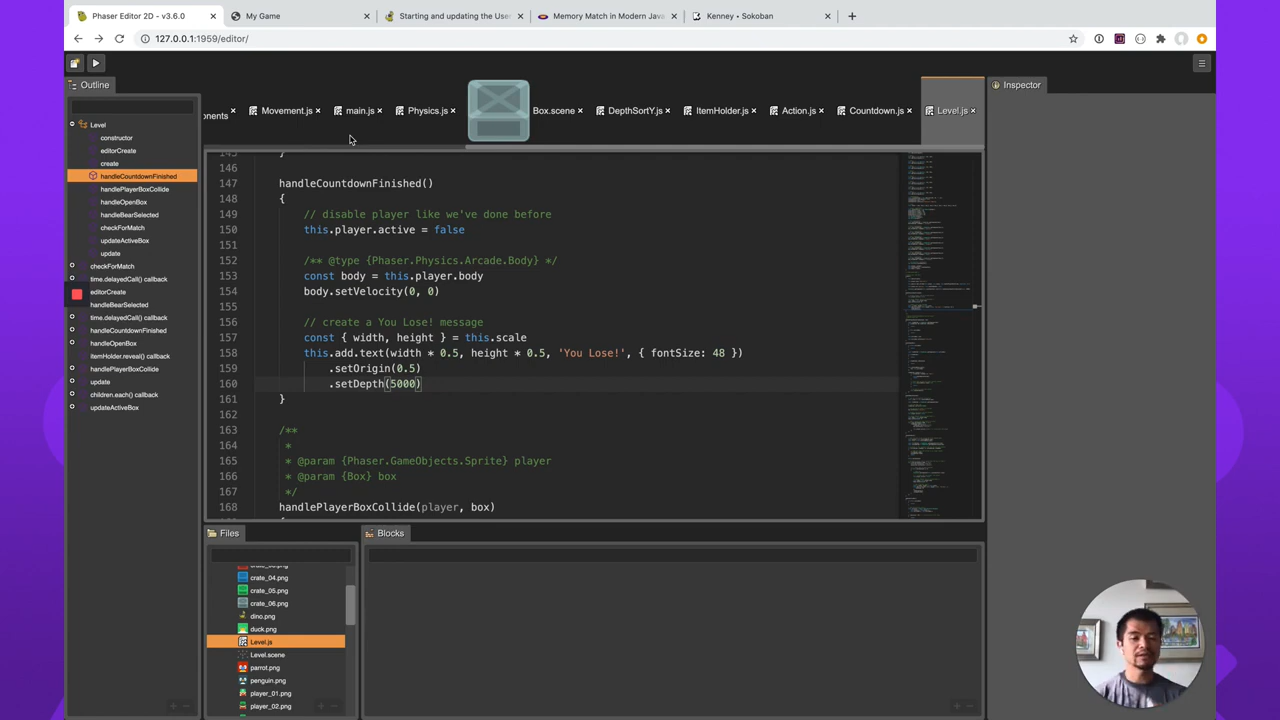 Phaser Editor 2D - v3.6.0
My Game
Starting and updating the Use
Memory Match in Modern Java
Kenney • Sokoban
127.0.0.1:1959/editor/
Outline
Inspector
onents
Movement.js
main.js
Physics.js
Box.scene
DepthSortY.js
ItemHolder.js
Action.js
Countdown.js
Level.js
Level
constructor
editorCreate
create
handleCountdownFinished
handlePlayerBoxCollide
handleOpenBox
handleBearSelected
checkForMatch
updateActiveBox
update
checkForMatch
time.delayedCall() callback
editorCreate
handleBearSelected
time.delayedCall() callback
handleCountdownFinished
handleOpenBox
itemHolder.reveal() callback
handlePlayerBoxCollide
update
children.each() callback
updateActiveBox
145 }
146
147 handleCountdownFinished()
148 {
149 // disable player like we've done before
150 this.player.active = false
151
152 /** @type {Phaser.Physics.Arcade.Body} */
153 const body = this.player.body
154 body.setVelocity(0, 0)
155
156 // create a You Lose! message
157 const { width, height } = this.scale
158 this.add.text(width * 0.5, height * 0.5, 'You Lose!', { fontSize: 48 })
159 .setOrigin(0.5)
160 .setDepth(5000)
161 }
162
163 /**
164 *
165 * @param {Phaser.GameObjects.Sprite} player
166 * @param {Box} box
167 */
168 handlePlayerBoxCollide(player, box)
Files
Blocks
crate_04.png
crate_05.png
crate_06.png
dino.png
duck.png
Level.js
Level.scene
parrot.png
penguin.png
player_01.png
player_02.png